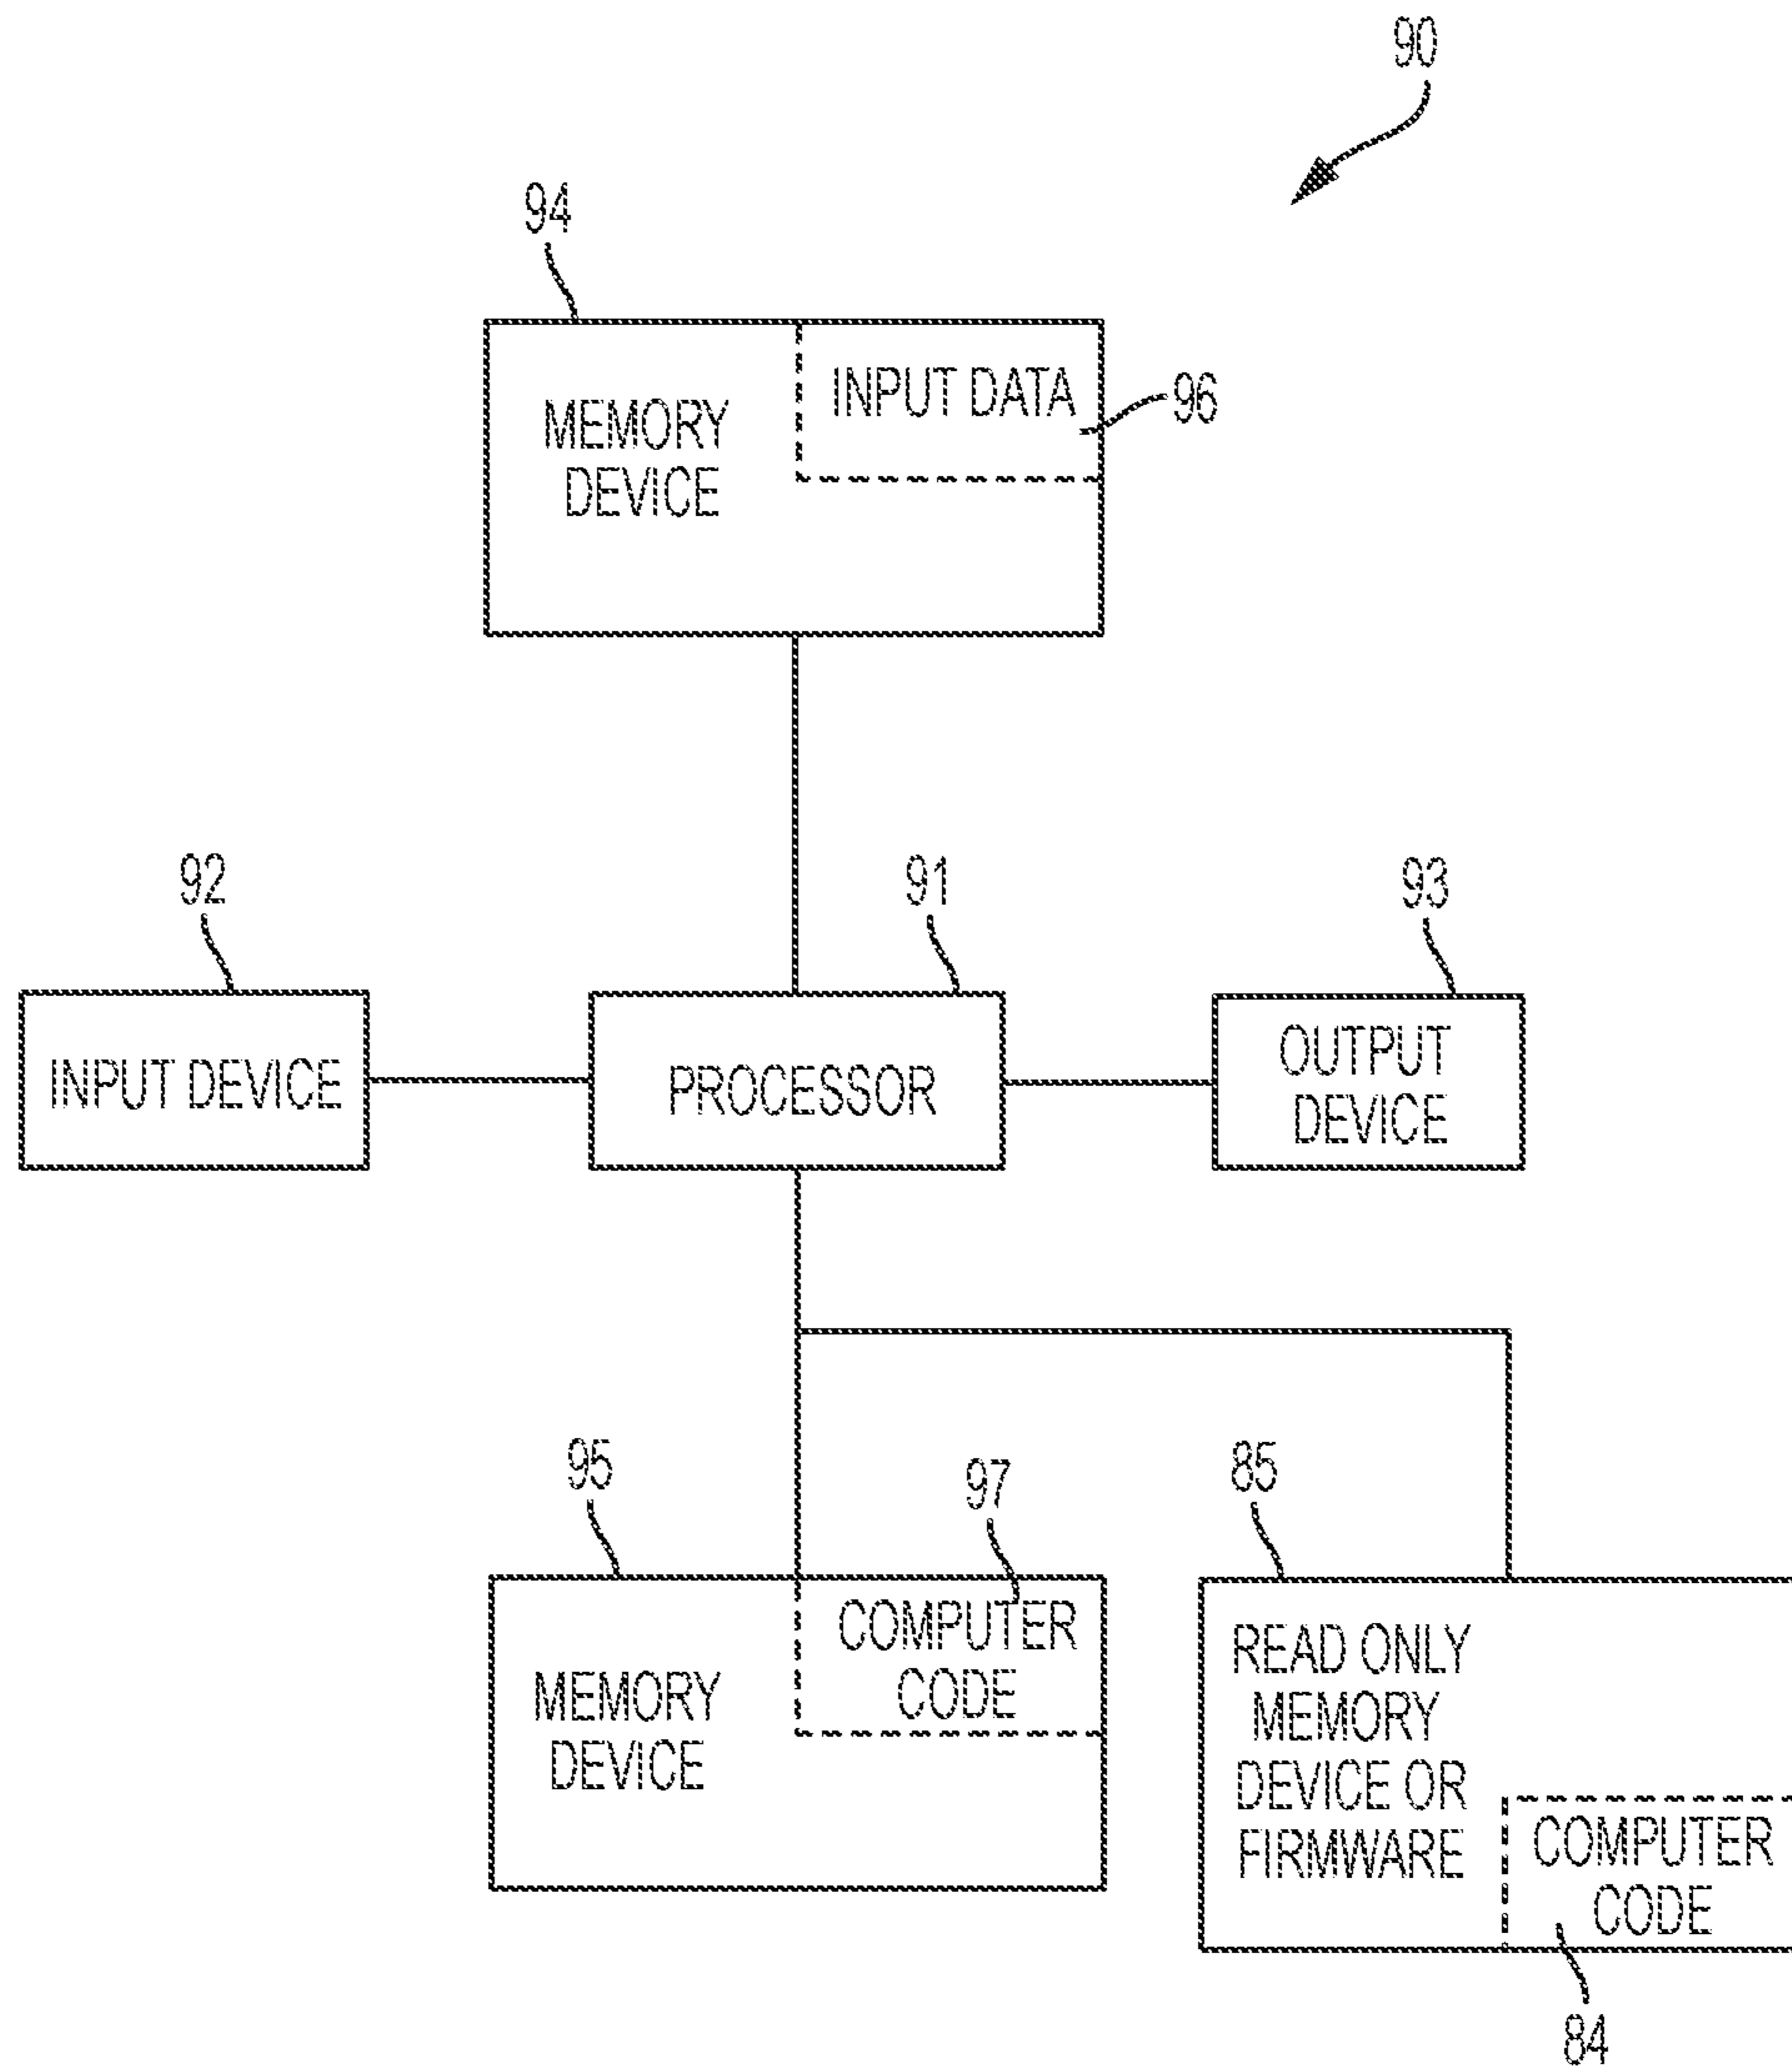 90
94
MEMORY
DEVICE
INPUT DATA
96
92
91
93
INPUT DEVICE
PROCESSOR
OUTPUT
DEVICE
95
97
85
MEMORY
DEVICE
COMPUTER
CODE
READ ONLY
MEMORY
DEVICE OR
FIRMWARE
COMPUTER
CODE
84